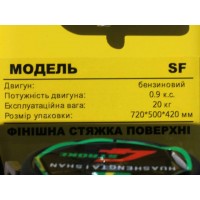 МОДЕЛЬ SF
Двигун: бензиновий
Потужність двигуна: 0.9 к.с.
Експлуатаційна вага: 20 кг
Розмір упаковки: 720*500*420 мм
ФІНІШНА СТЯЖКА ПОВЕРХНІ
HUASHENGTAISHAN